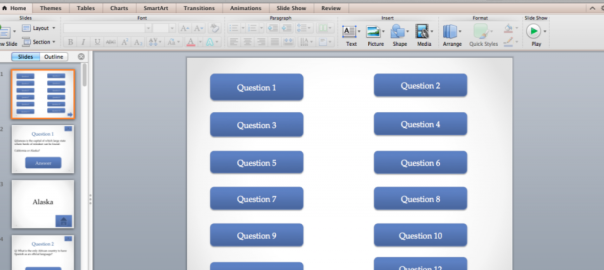 Home Themes Tables Charts SmartArt Transitions Animations Slide Show Review
Font Paragraph Insert Format Slide Show
Layout
Section
Slide
Text Picture Shape Media Arrange Quick Styles Play
Slides Outline
1
2
Question 1
3
Alaska
4
Question 2
Question 1
Question 2
Question 3
Question 4
Question 5
Question 6
Question 7
Question 8
Question 9
Question 10
Question 12